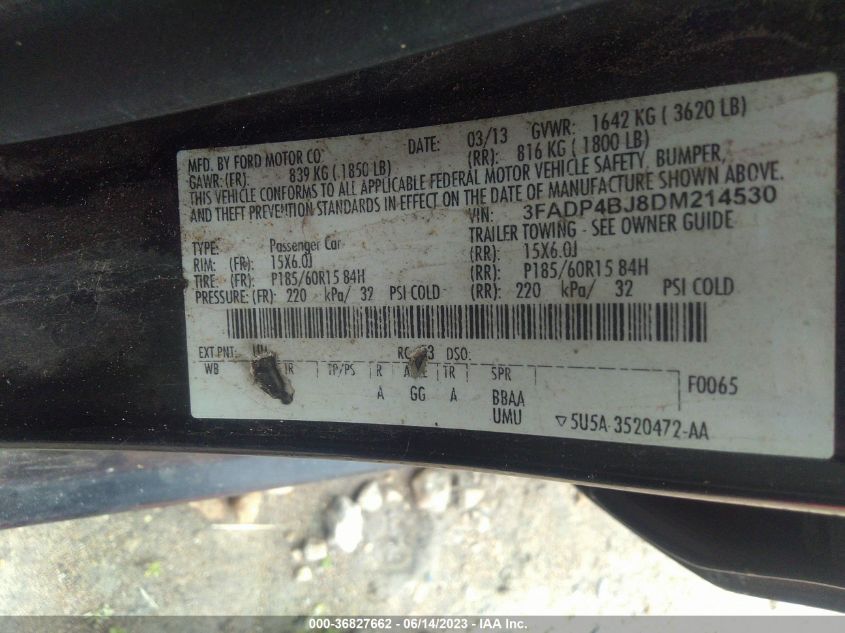 MFD. BY FORD MOTOR CO
DATE: 03/13 GVWR: 1642 KG ( 3620 LB)
GAWR: (FR): 839 KG ( 1850 LB) (RR): 816 KG ( 1800 LB)
THIS VEHICLE CONFORMS TO ALL APPLICABLE FEDERAL MOTOR VEHICLE SAFETY, BUMPER,
AND THEFT PREVENTION STANDARDS IN EFFECT ON THE DATE OF MANUFACTURE SHOWN ABOVE.
VIN: 3FADP4BJ8DM214530
TYPE: Passenger Car TRAILER TOWING - SEE OWNER GUIDE
RIM: (FR): 15X6.0J (RR): 15X6.0J
TIRE: (FR): P185/60R15 84H (RR): P185/60R15 84H
PRESSURE: (FR): 220 kPa/ 32 PSI COLD (RR): 220 kPa/ 32 PSI COLD
EXT PNT: DSO:
WB TP/PS R TR SPR F0065
A GG A BBAA
UMU ▽5U5A-3520472-AA
000-36827662 - 06/14/2023 - IAA Inc.